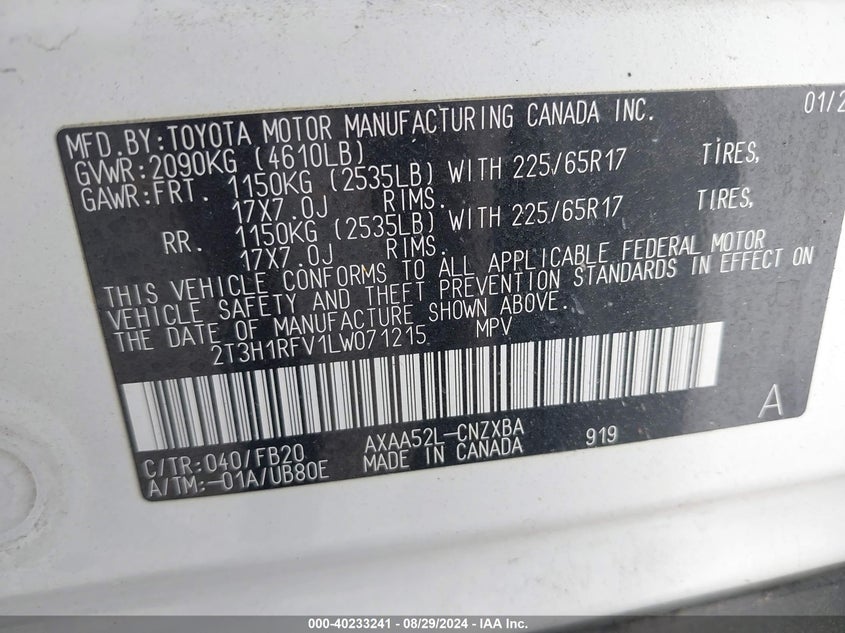 MFD.BY:TOYOTA MOTOR MANUFACTURING CANADA INC. 01/2
GVWR:2090KG (4610LB)
GAWR:FRT. 1150KG (2535LB) WITH 225/65R17 TIRES,
17X7.0J RIMS.
RR. 1150KG (2535LB) WITH 225/65R17 TIRES,
17X7.0J RIMS.
THIS VEHICLE CONFORMS TO ALL APPLICABLE FEDERAL MOTOR
VEHICLE SAFETY AND THEFT PREVENTION STANDARDS IN EFFECT ON
THE DATE OF MANUFACTURE SHOWN ABOVE.
2T3H1RFV1LW071215 MPV
A
C/TR:040/FB20 AXAA52L-CNZXBA 919
A/TM:-01A/UB80E MADE IN CANADA
000-40233241 - 08/29/2024 - IAA Inc.